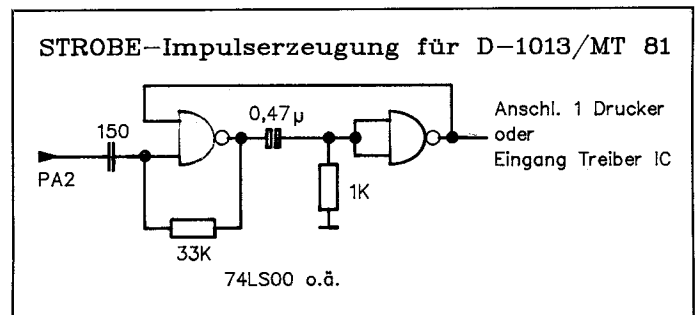 STROBE-Impulserzeugung für D-1013/MT 81
0,47µ
Anschl. 1 Drucker
150
oder
Eingang Treiber IC
PA2
1K
33K
74LS00 o.ä.